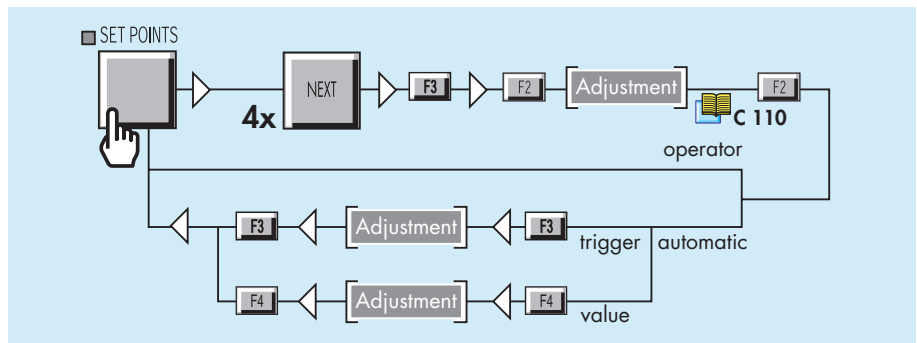 SET POINTS
NEXT
4x
F3
F2
Adjustment
C 110
F2
operator
F3
Adjustment
F3
trigger
automatic
F4
Adjustment
F4
value